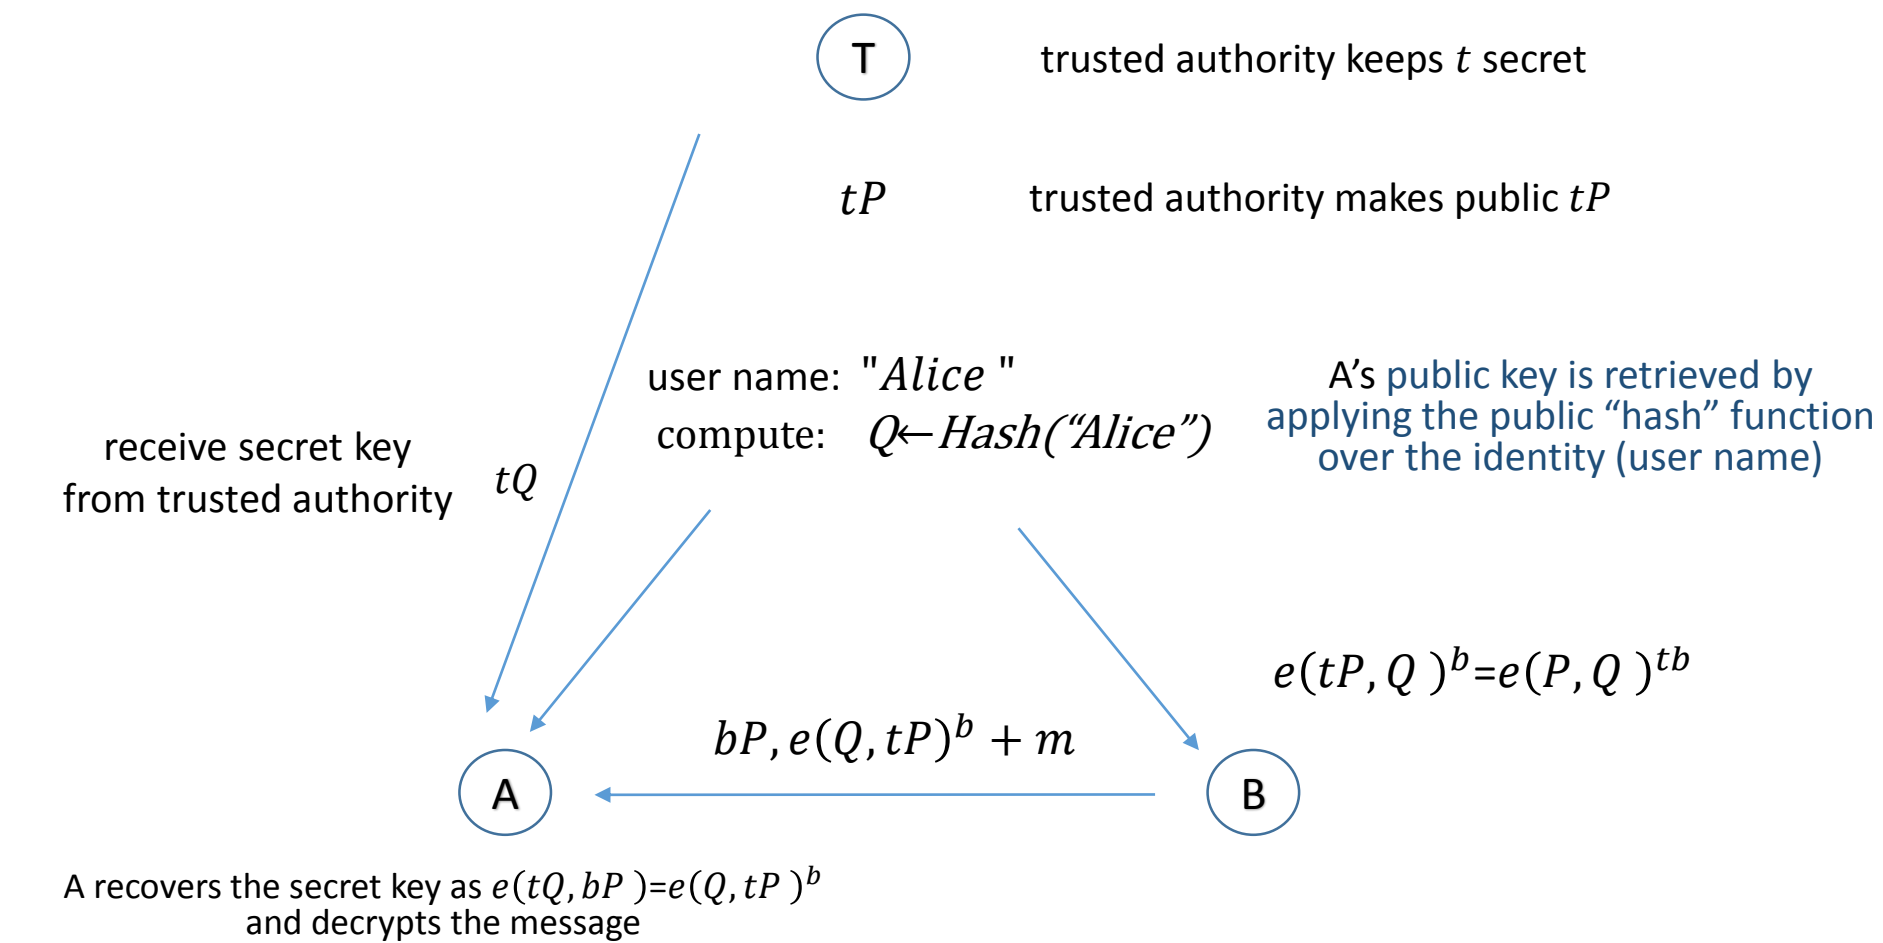 T
trusted authority keeps t secret
tP
trusted authority makes public tP
user name: "Alice "
compute: Q←Hash(“Alice”)
A’s public key is retrieved by
applying the public “hash” function
over the identity (user name)
receive secret key
from trusted authority
tQ
e(tP, Q )^b=e(P, Q )^{tb}
bP, e(Q, tP)^b + m
A
B
A recovers the secret key as e(tQ, bP )=e(Q, tP )^b
and decrypts the message